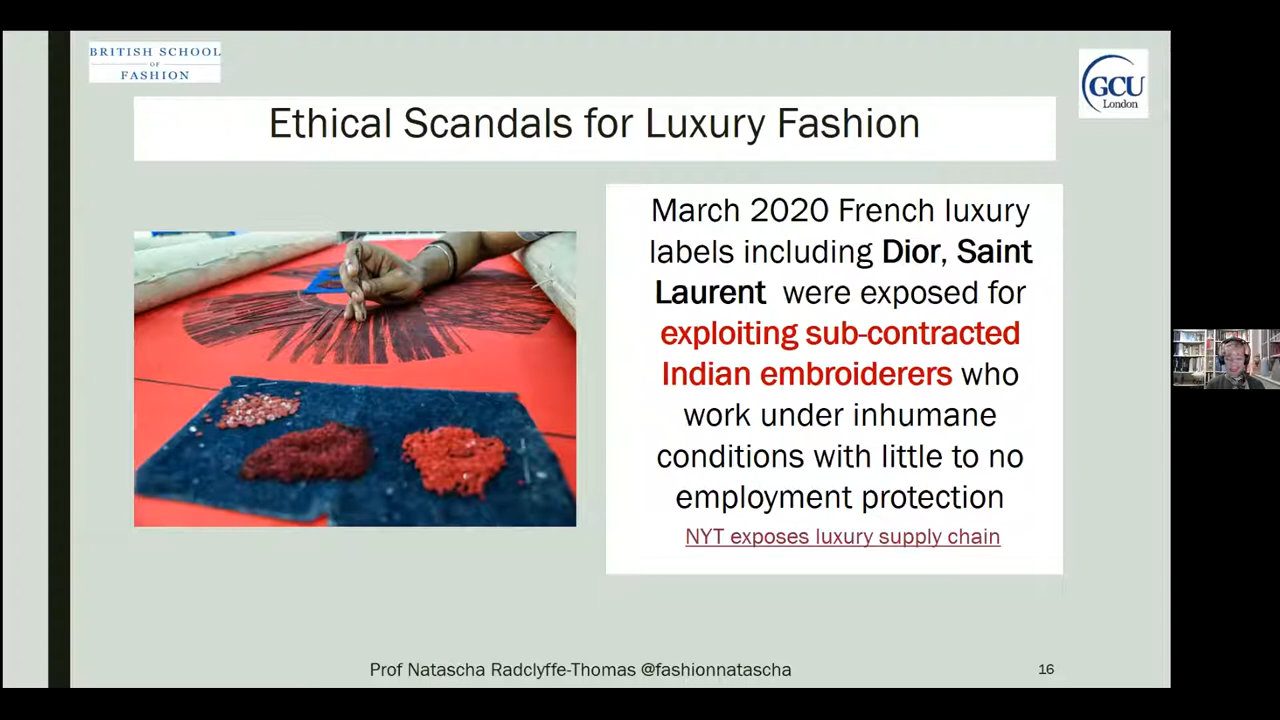 BRITISH SCHOOL
OF
FASHION
GCU
London
Ethical Scandals for Luxury Fashion
March 2020 French luxury
labels including Dior, Saint
Laurent were exposed for
exploiting sub-contracted
Indian embroiderers who
work under inhumane
conditions with little to no
employment protection
NYT exposes luxury supply chain
Prof Natascha Radclyffe-Thomas @fashionnatascha
16